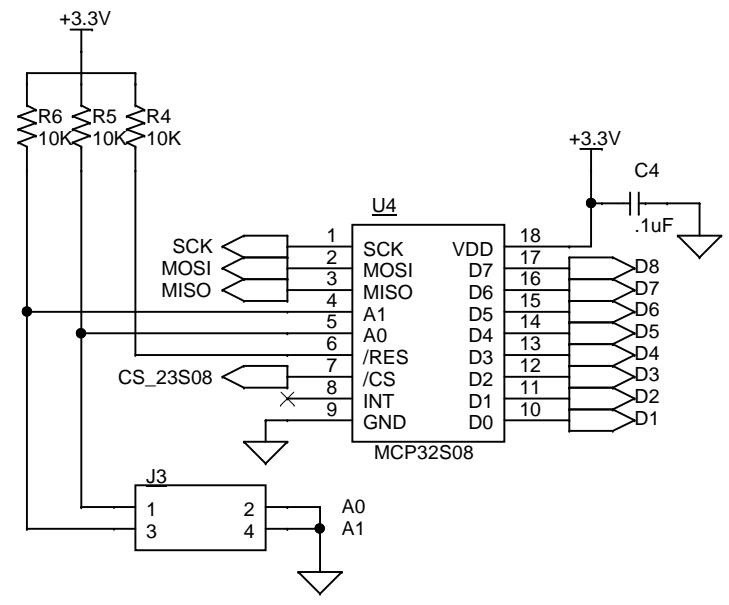 +3.3V
R6 R5 R4
10K 10K 10K
+3.3V
C4
.1uF
U4
SCK 1 SCK VDD 18
MOSI 2 MOSI D7 17 D8
MISO 3 MISO D6 16 D7
4 A1 D5 15 D6
5 A0 D4 14 D5
6 /RES D3 13 D4
CS_23S08 7 /CS D2 12 D3
8 INT D1 11 D2
9 GND D0 10 D1
MCP32S08
J3
1 2 A0
3 4 A1